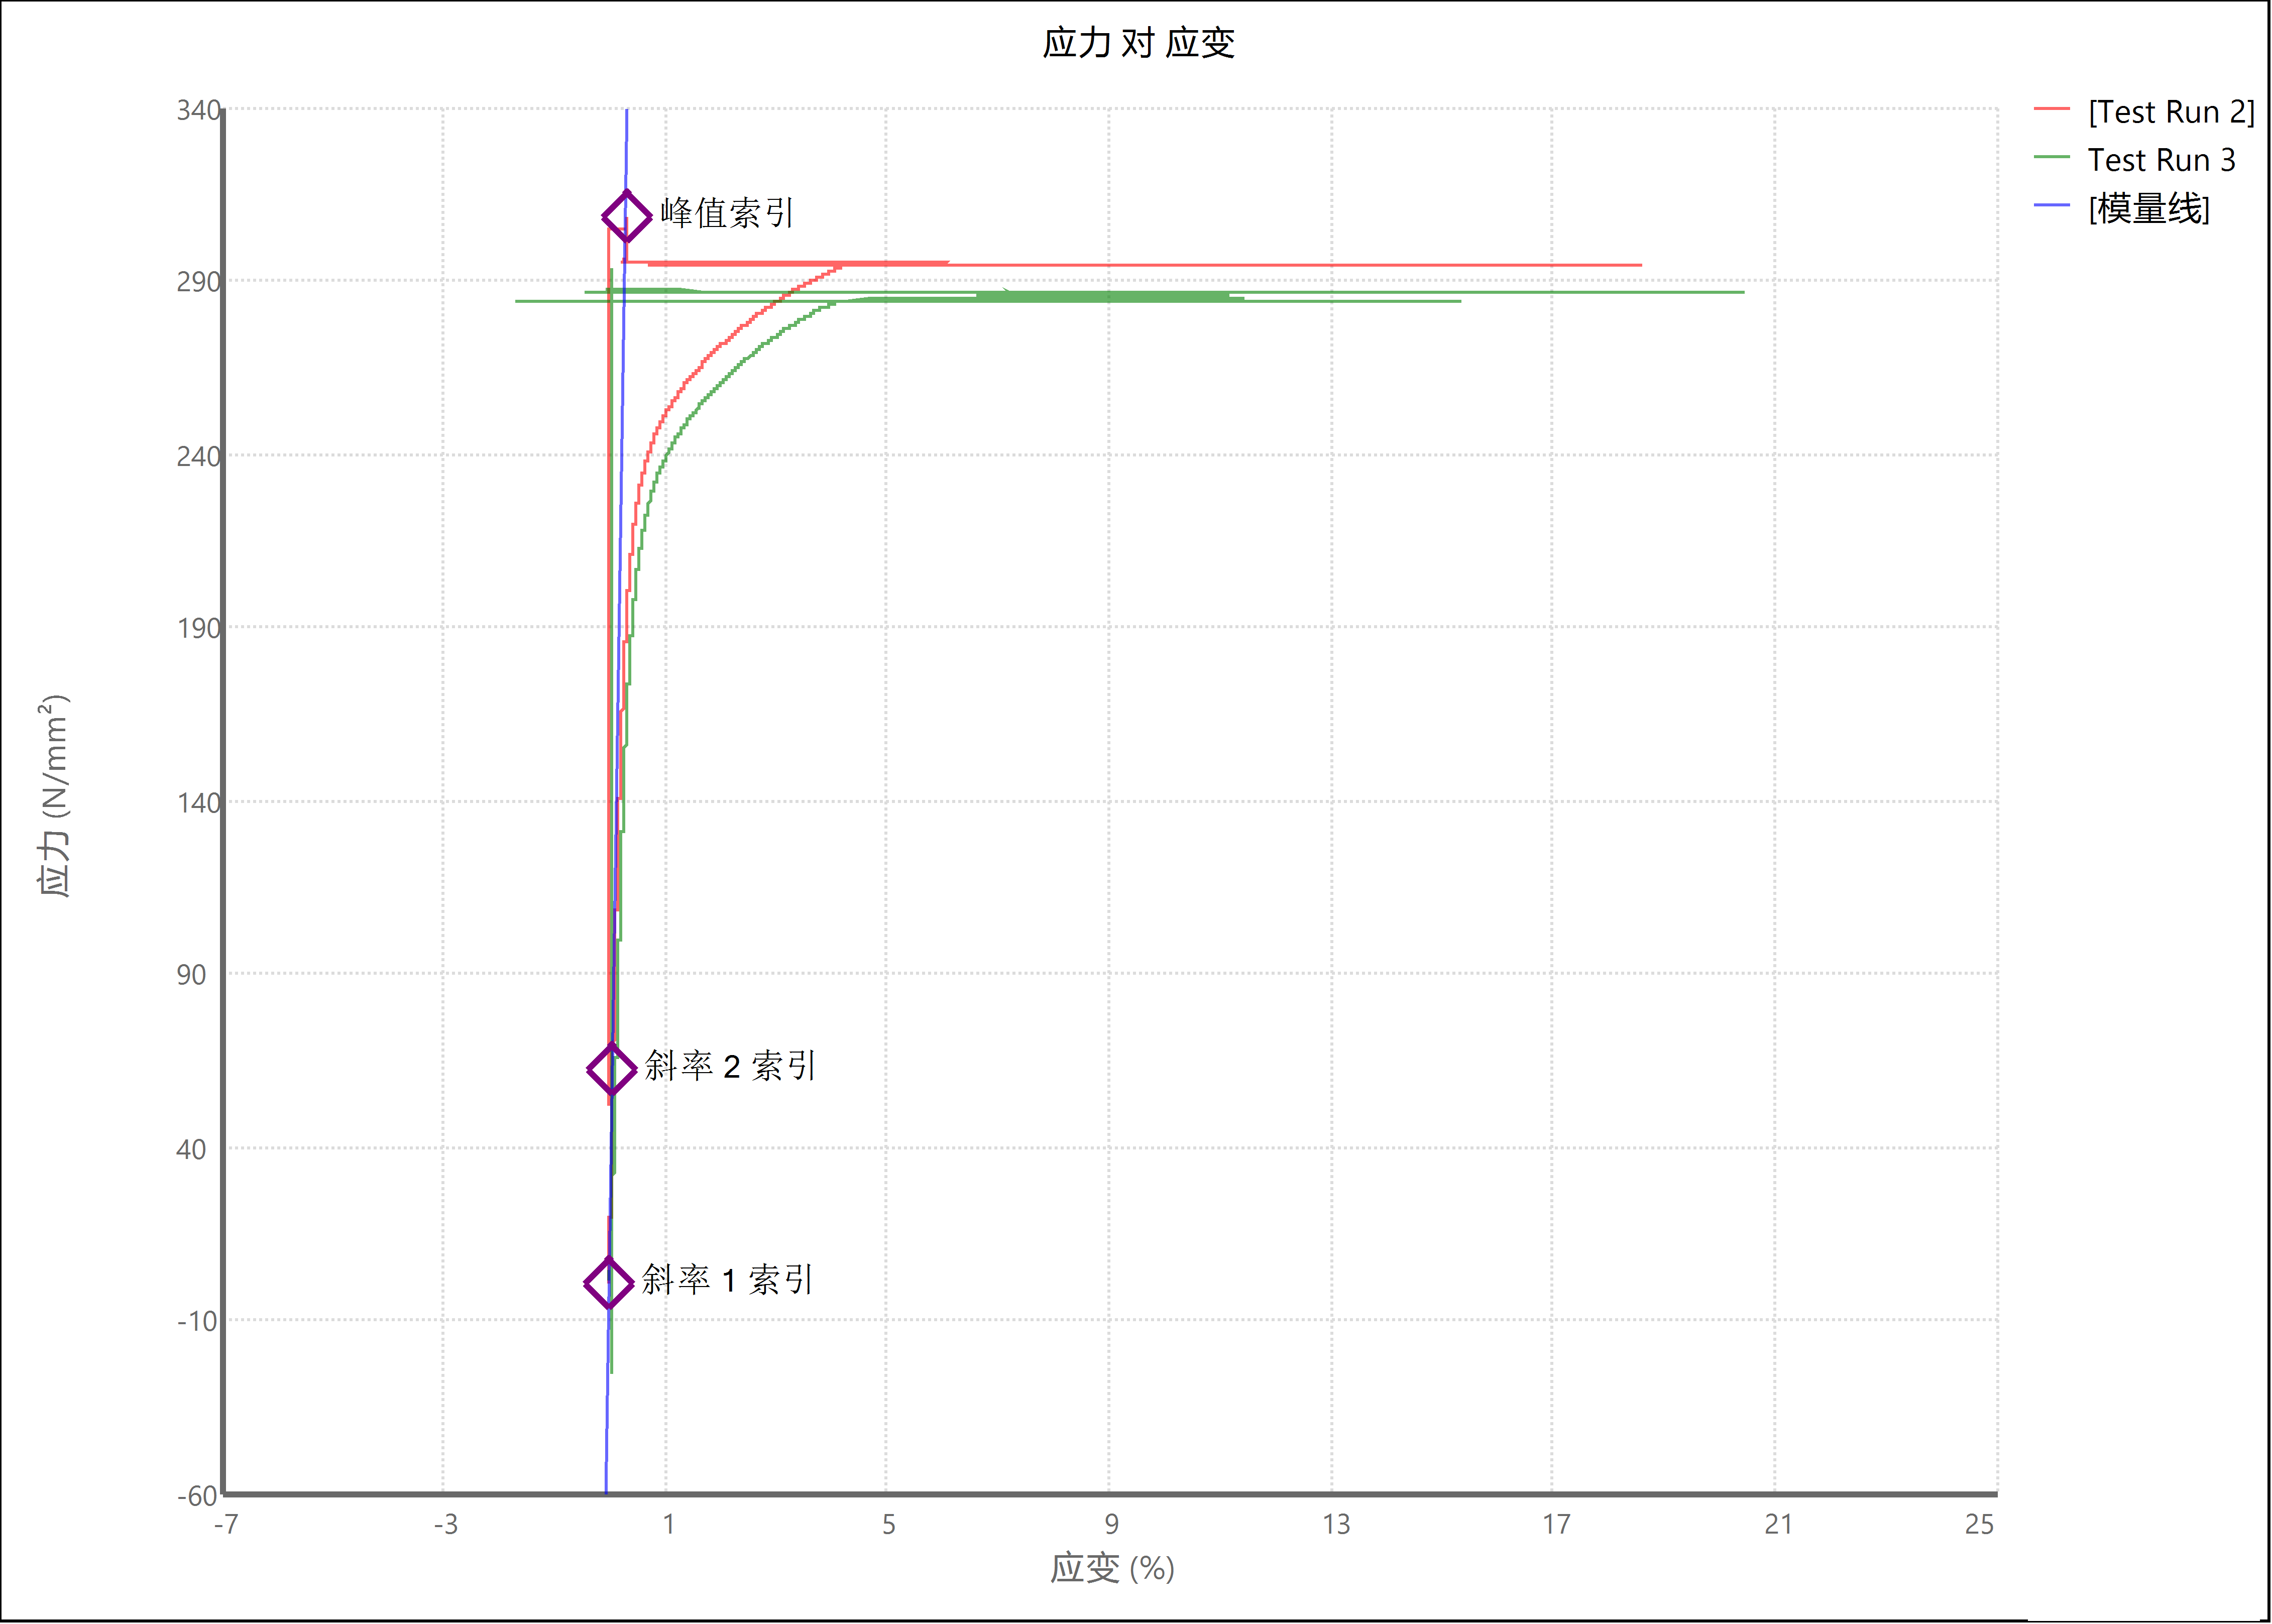 应力 对 应变
[Test Run 2]
Test Run 3
[模量线]
峰值索引
斜率 2 索引
斜率 1 索引
340
290
240
190
140
90
40
-10
-60
应力 (N/mm²)
-7 -3 1 5 9 13 17 21 25
应变 (%)